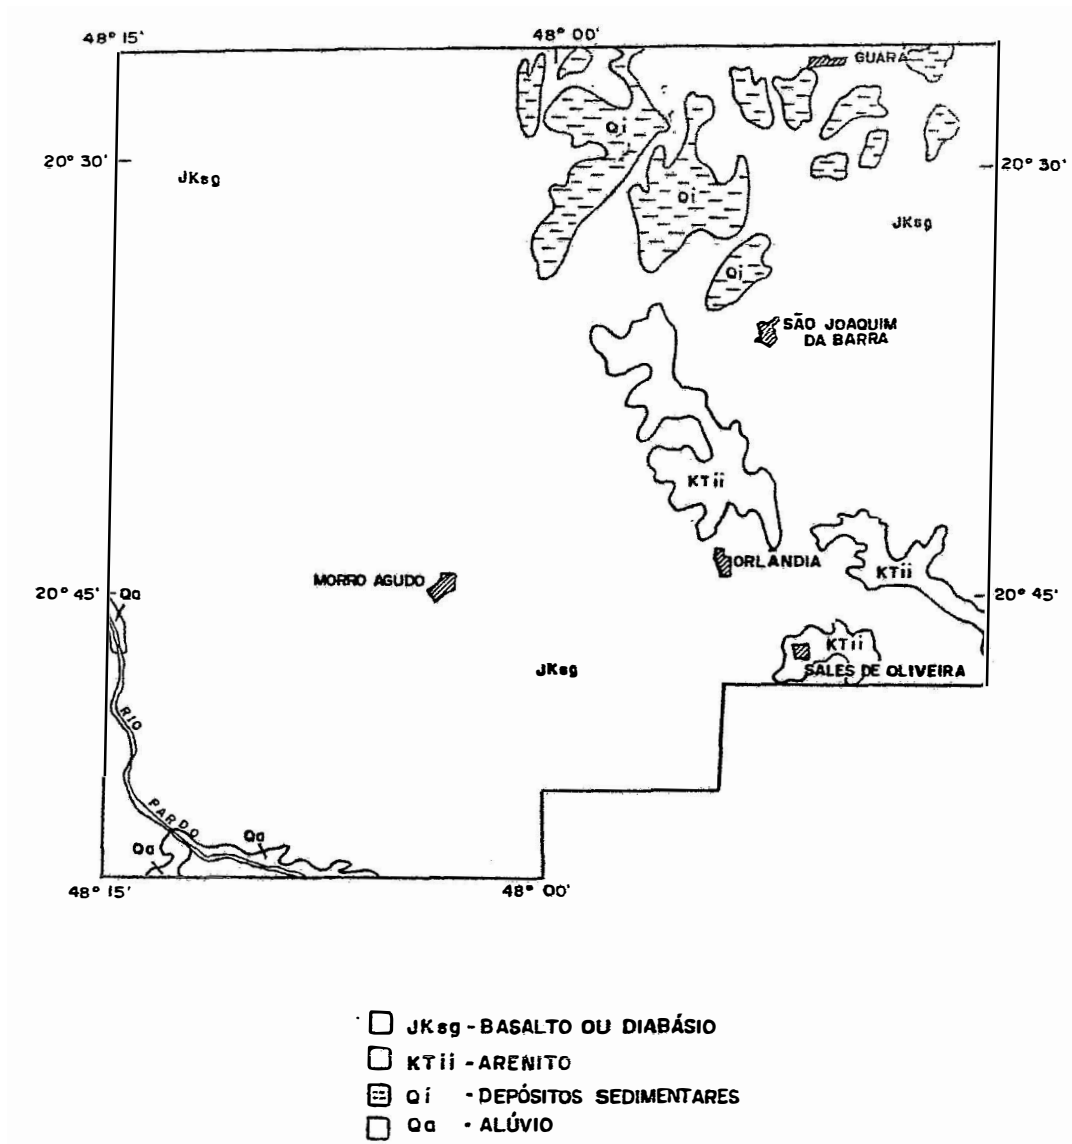 48° 15'
48° 00'
GUARA
Qi
20° 30'
20° 30'
JKsg
Qi
JKsg
Qi
SÃO JOAQUIM
DA BARRA
KTii
ORLÂNDIA
KTii
MORRO AGUDO
20° 45'
Qa
20° 45'
KTii
JKsg
SALES DE OLIVEIRA
RIO
PARDO
Qa
Qa
48° 15'
48° 00'
JKsg - BASALTO OU DIABÁSIO
KTii - ARENITO
Qi - DEPÓSITOS SEDIMENTARES
Qa - ALÚVIO